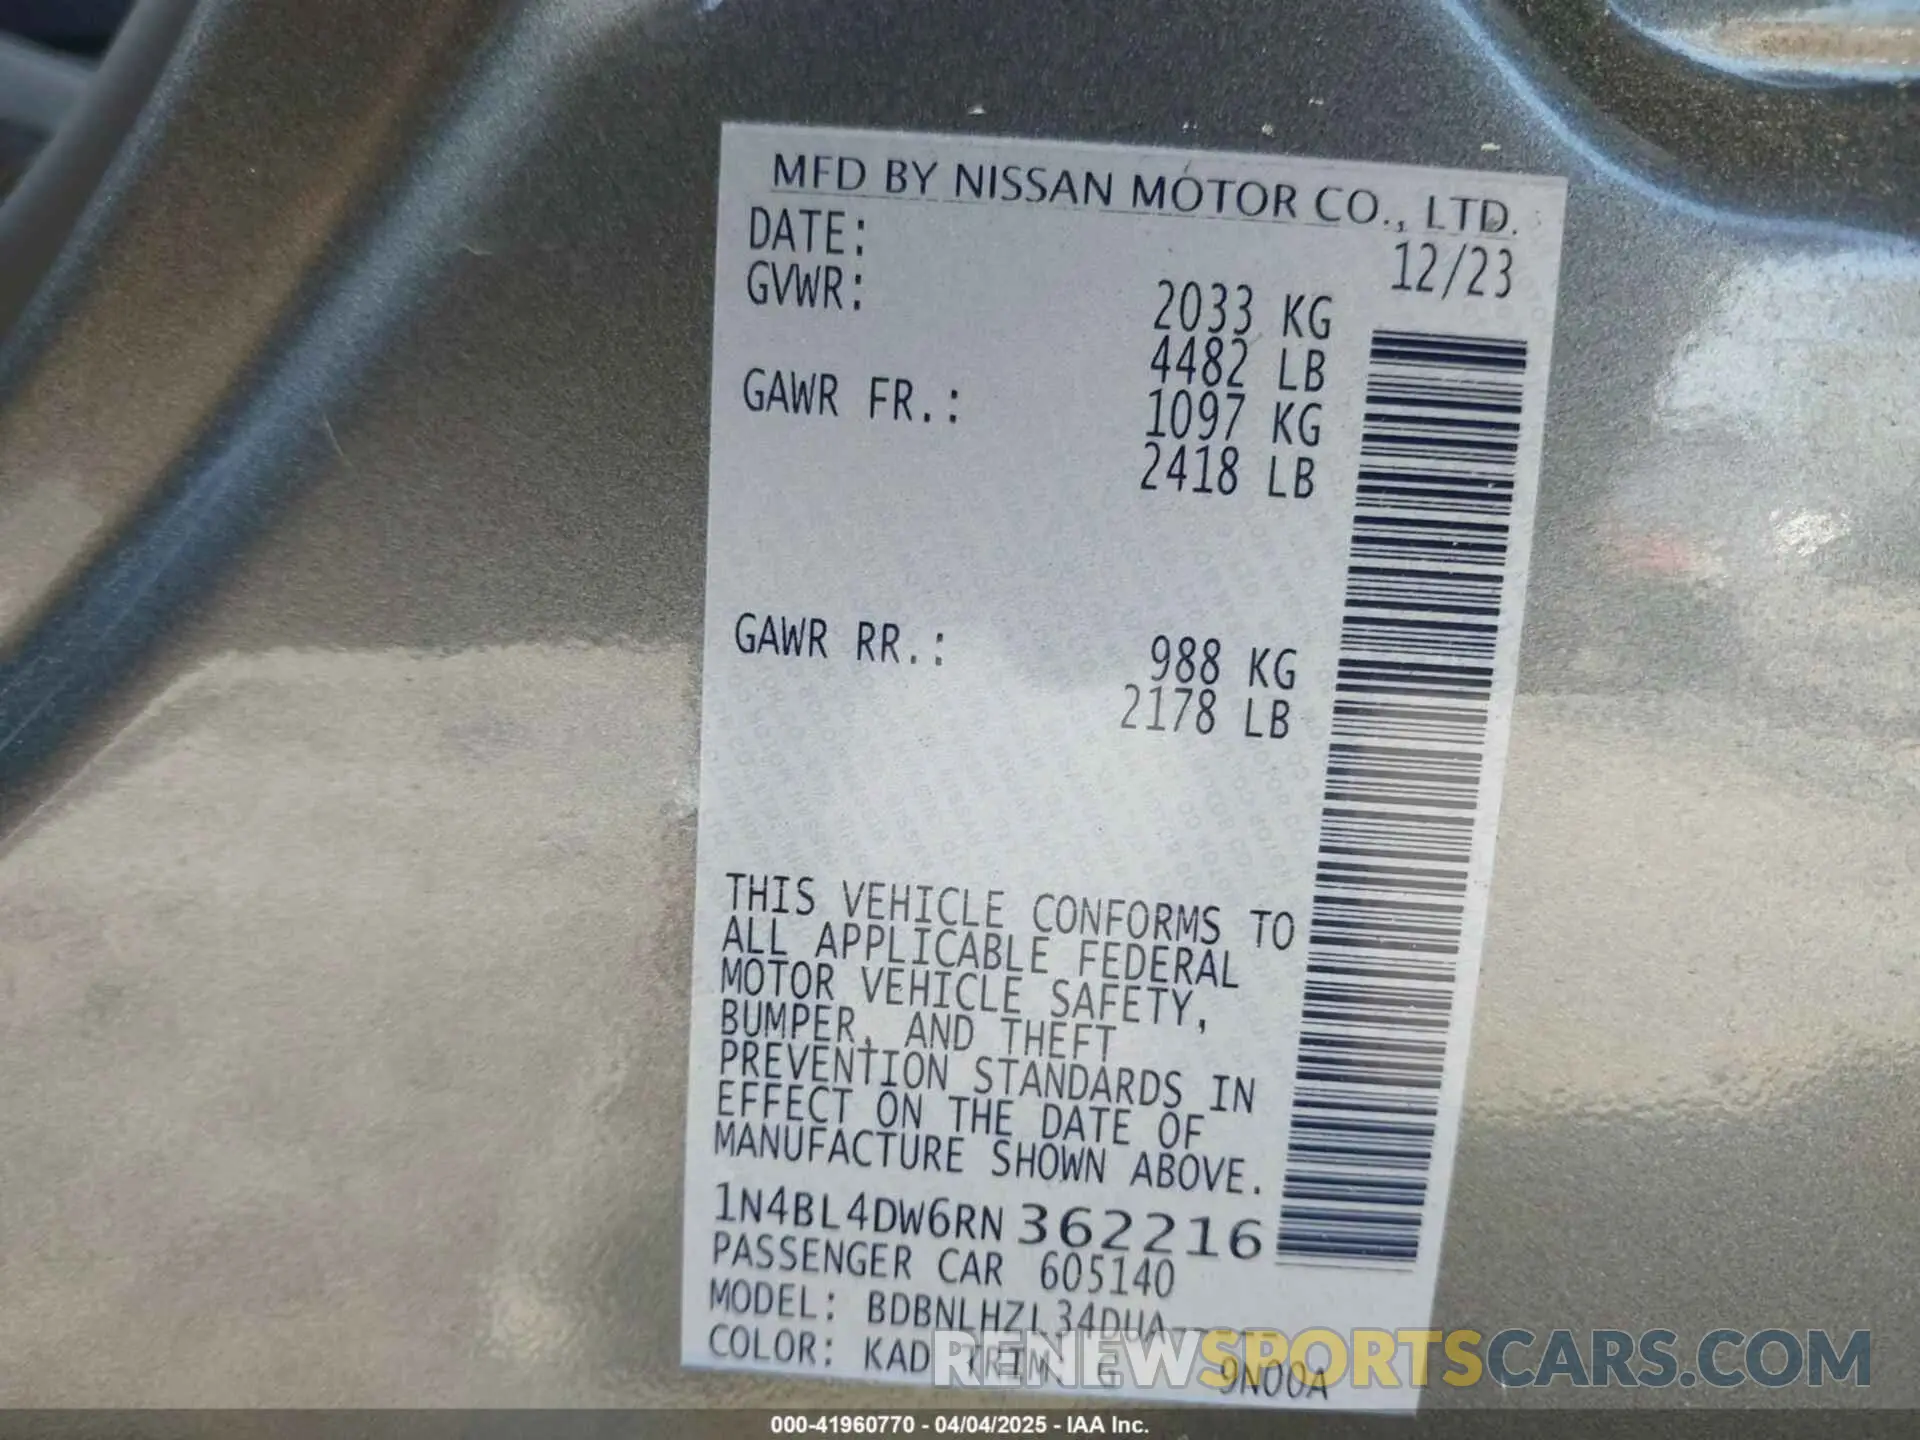 MFD BY NISSAN MOTOR CO., LTD.
DATE: 12/23
GVWR: 2033 KG
4482 LB
GAWR FR.: 1097 KG
2418 LB
GAWR RR.: 988 KG
2178 LB
THIS VEHICLE CONFORMS TO
ALL APPLICABLE FEDERAL
MOTOR VEHICLE SAFETY,
BUMPER, AND THEFT
PREVENTION STANDARDS IN
EFFECT ON THE DATE OF
MANUFACTURE SHOWN ABOVE.
1N4BL4DW6RN362216
PASSENGER CAR 605140
MODEL: BDBNLHZL34DUA
COLOR: KAD TRIM: G 9N00A
RENEWSPORTSCARS.COM
000-41960770 - 04/04/2025 - IAA Inc.